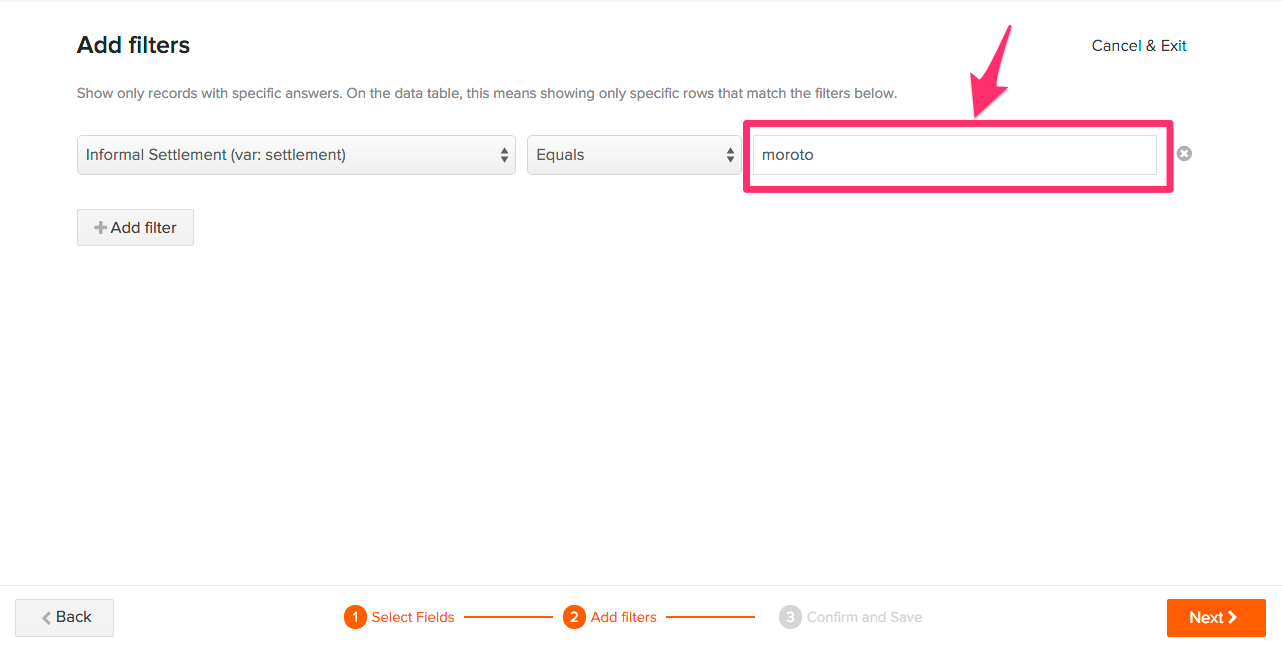 Add filters
Cancel & Exit
Show only records with specific answers. On the data table, this means showing only specific rows that match the filters below.
Informal Settlement (var: settlement)
Equals
moroto
Add filter
Back
1 Select Fields
2 Add filters
3 Confirm and Save
Next